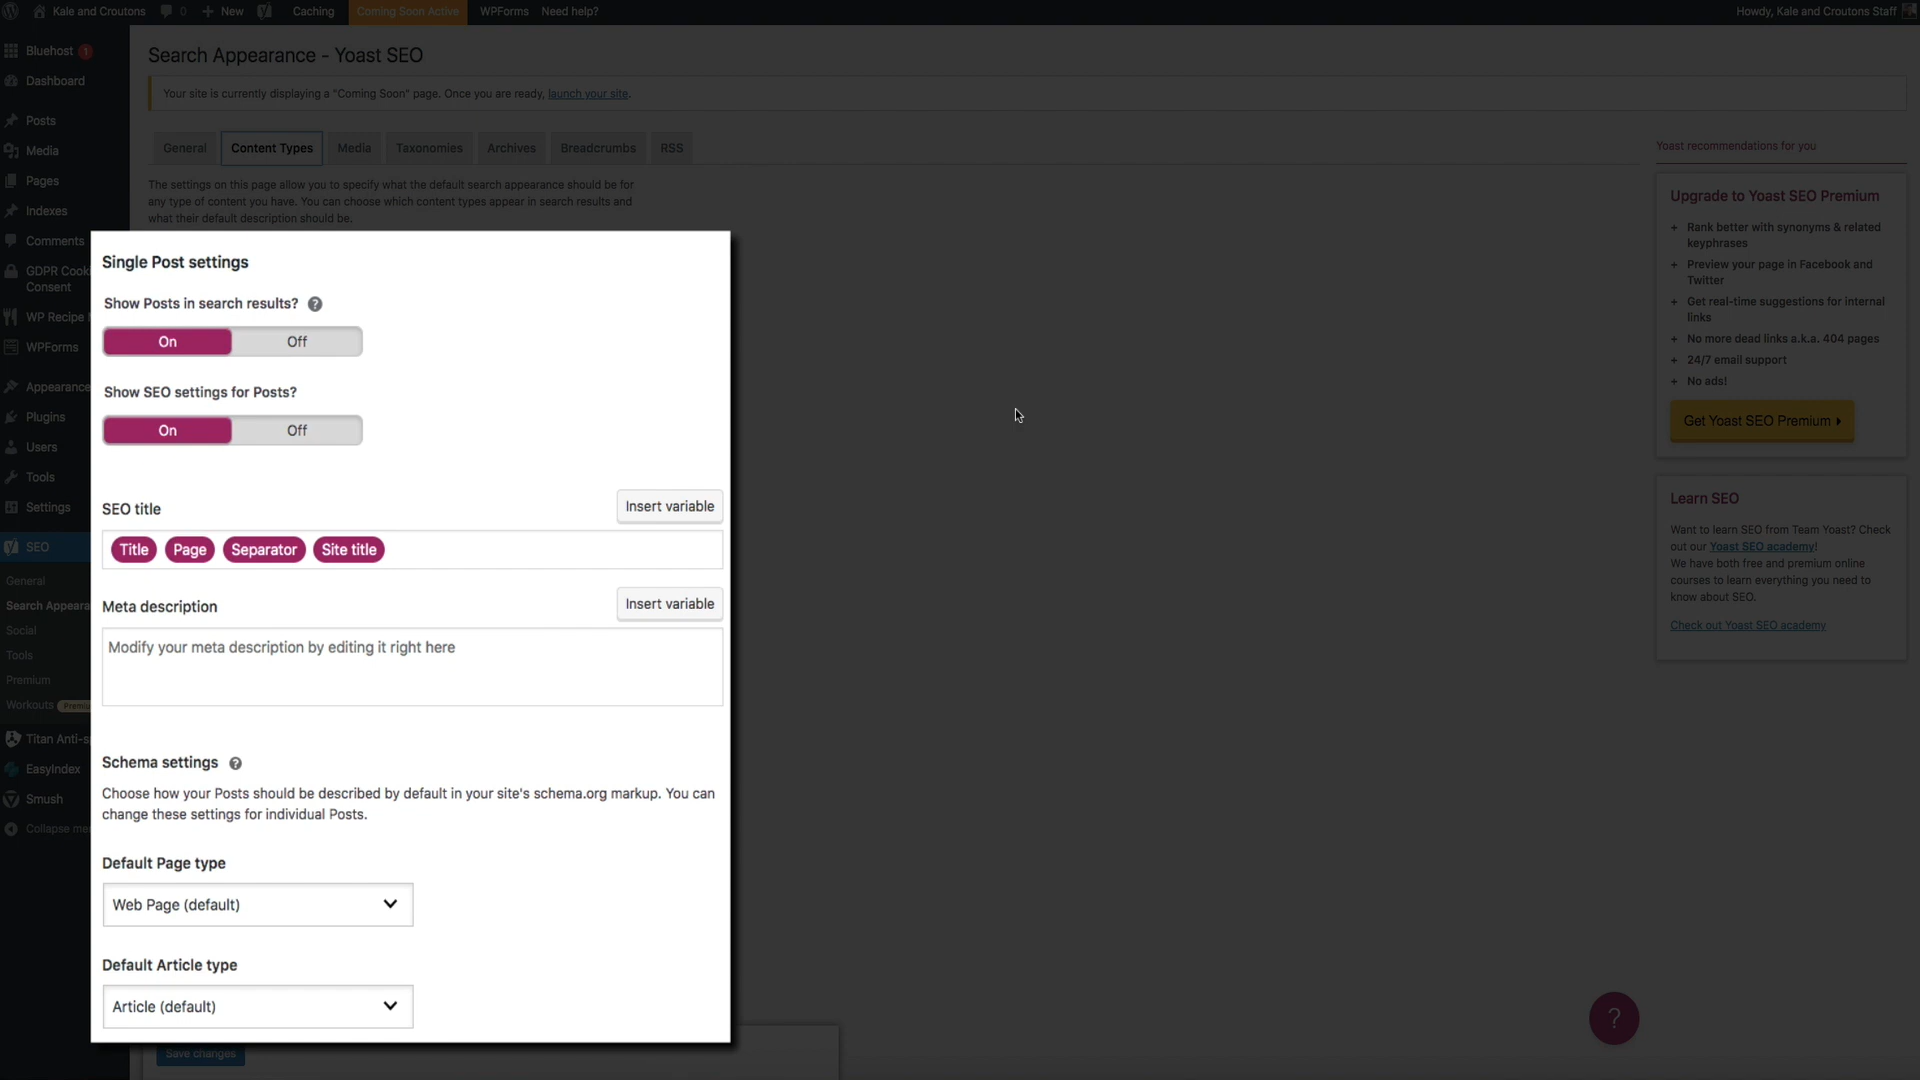 Kale and Croutons
0
New
Caching
Coming Soon Active
WPForms
Need help?
Howdy, Kale and Croutons Staff
Bluehost 1
Dashboard
Posts
Media
Pages
Indexes
Comments
GDPR Cook
Consent
WP Recipe
WPForms
Appearance
Plugins
Users
Tools
Settings
SEO
General
Search Appeara
Social
Tools
Premium
Workouts Premiu
Titan Anti-s
EasyIndex
Smush
Collapse me
Search Appearance - Yoast SEO
Your site is currently displaying a "Coming Soon" page. Once you are ready, launch your site.
General
Content Types
Media
Taxonomies
Archives
Breadcrumbs
RSS
The settings on this page allow you to specify what the default search appearance should be for
any type of content you have. You can choose which content types appear in search results and
what their default description should be.
Single Post settings
Show Posts in search results? ?
On
Off
Show SEO settings for Posts?
On
Off
SEO title
Insert variable
Title
Page
Separator
Site title
Meta description
Insert variable
Modify your meta description by editing it right here
Schema settings ?
Choose how your Posts should be described by default in your site's schema.org markup. You can
change these settings for individual Posts.
Default Page type
Web Page (default)
Default Article type
Article (default)
Save changes
Yoast recommendations for you
Upgrade to Yoast SEO Premium
+ Rank better with synonyms & related
keyphrases
+ Preview your page in Facebook and
Twitter
+ Get real-time suggestions for internal
links
+ No more dead links a.k.a. 404 pages
+ 24/7 email support
+ No ads!
Get Yoast SEO Premium
Learn SEO
Want to learn SEO from Team Yoast? Check
out our Yoast SEO academy!
We have both free and premium online
courses to learn everything you need to
know about SEO.
Check out Yoast SEO academy
?